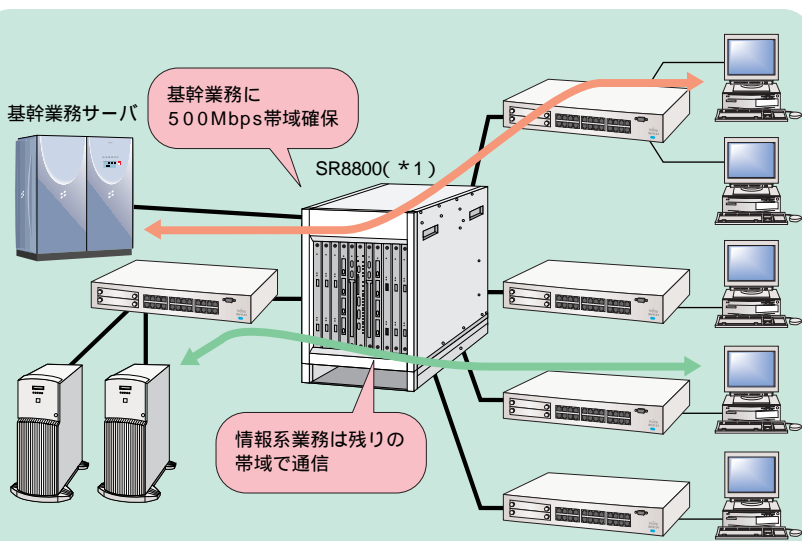 基幹業務に
500Mbps帯域確保
基幹業務サーバ
SR8800(*1)
情報系業務は残りの
帯域で通信